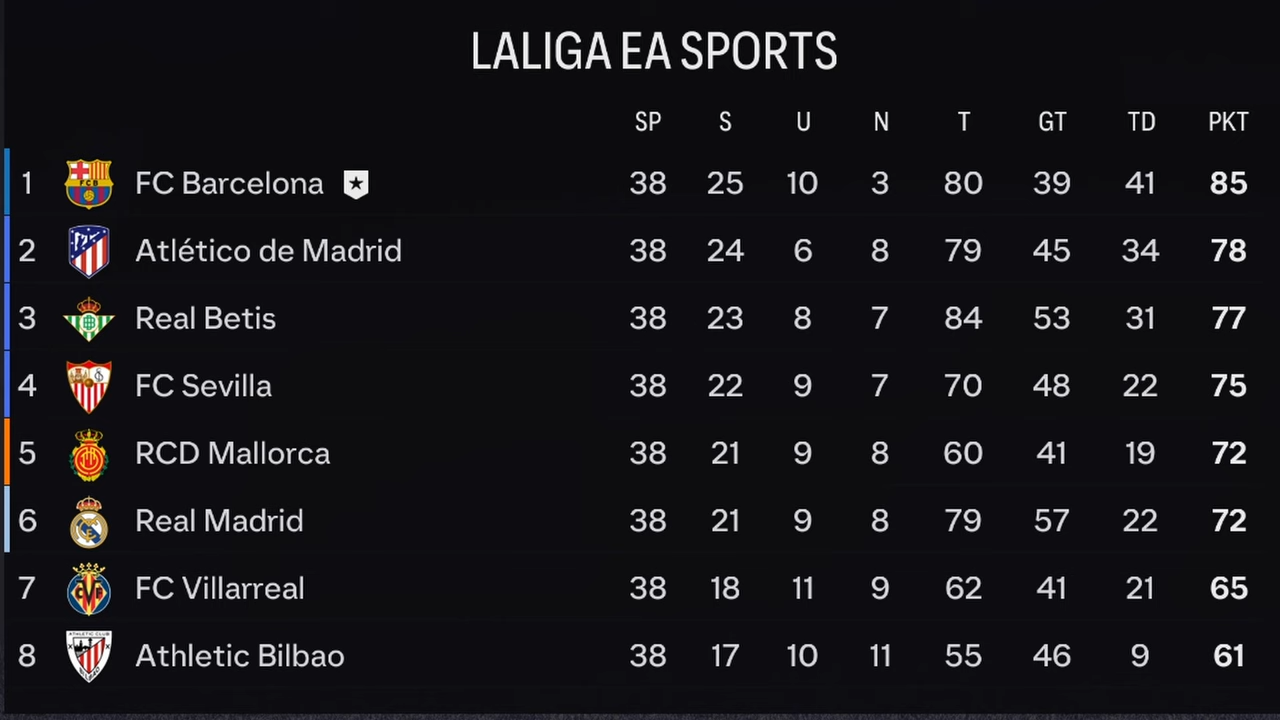 LALIGA EA SPORTS
SP S U N T GT TD PKT
1 FC Barcelona 38 25 10 3 80 39 41 85
2 Atlético de Madrid 38 24 6 8 79 45 34 78
3 Real Betis 38 23 8 7 84 53 31 77
4 FC Sevilla 38 22 9 7 70 48 22 75
5 RCD Mallorca 38 21 9 8 60 41 19 72
6 Real Madrid 38 21 9 8 79 57 22 72
7 FC Villarreal 38 18 11 9 62 41 21 65
8 Athletic Bilbao 38 17 10 11 55 46 9 61